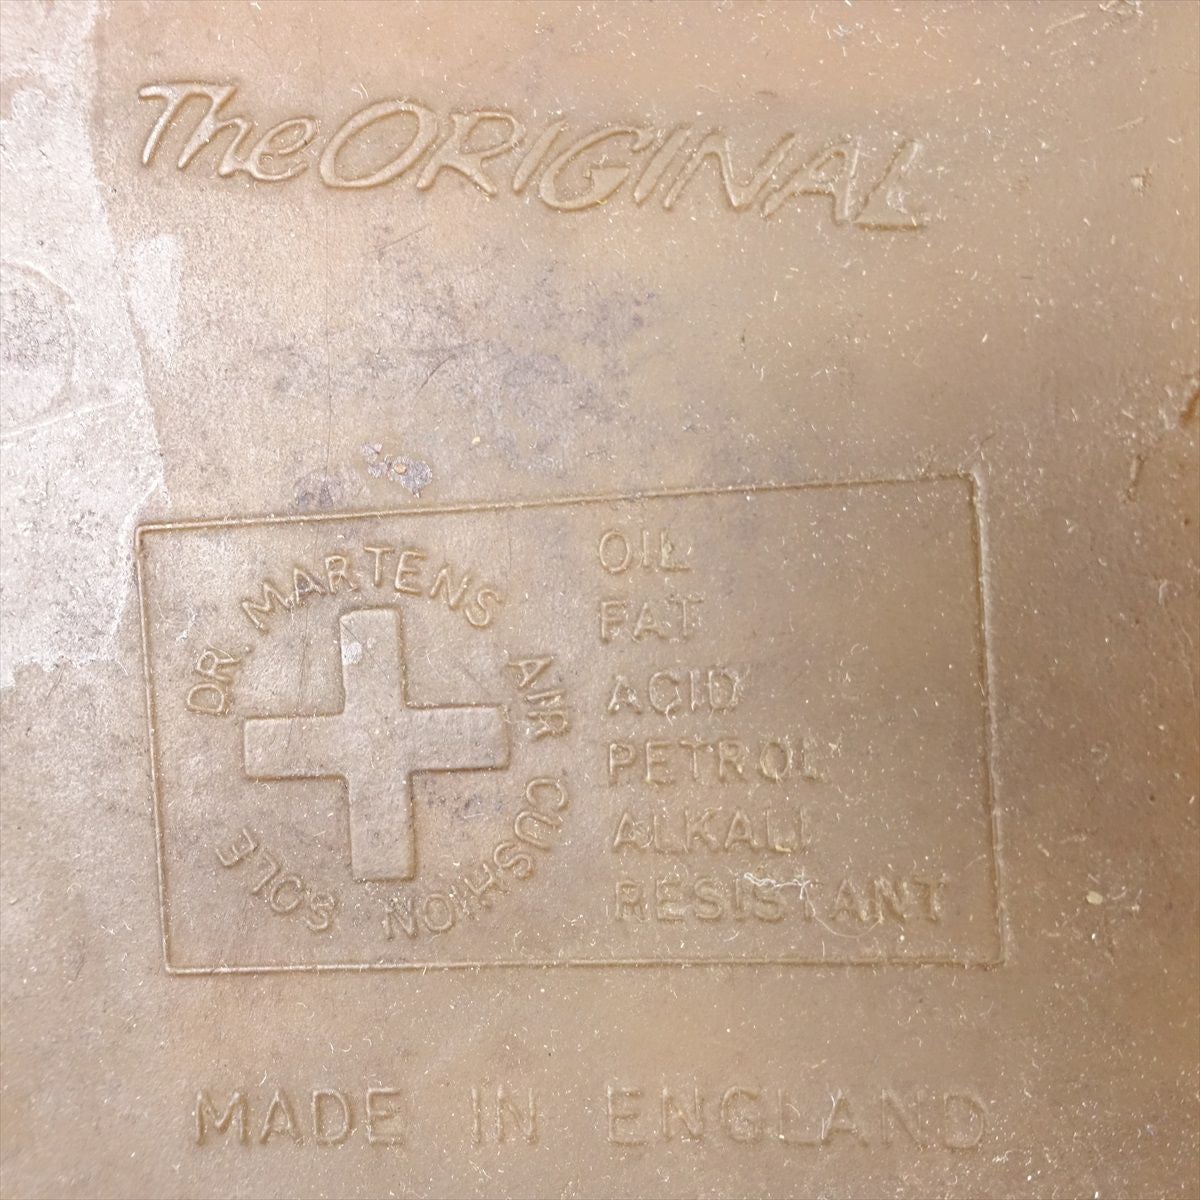 The ORIGINAL
DR. MARTENS AIR CUSHION SOLE
OIL
FAT
ACID
PETROL
ALKALI
RESISTANT
MADE IN ENGLAND